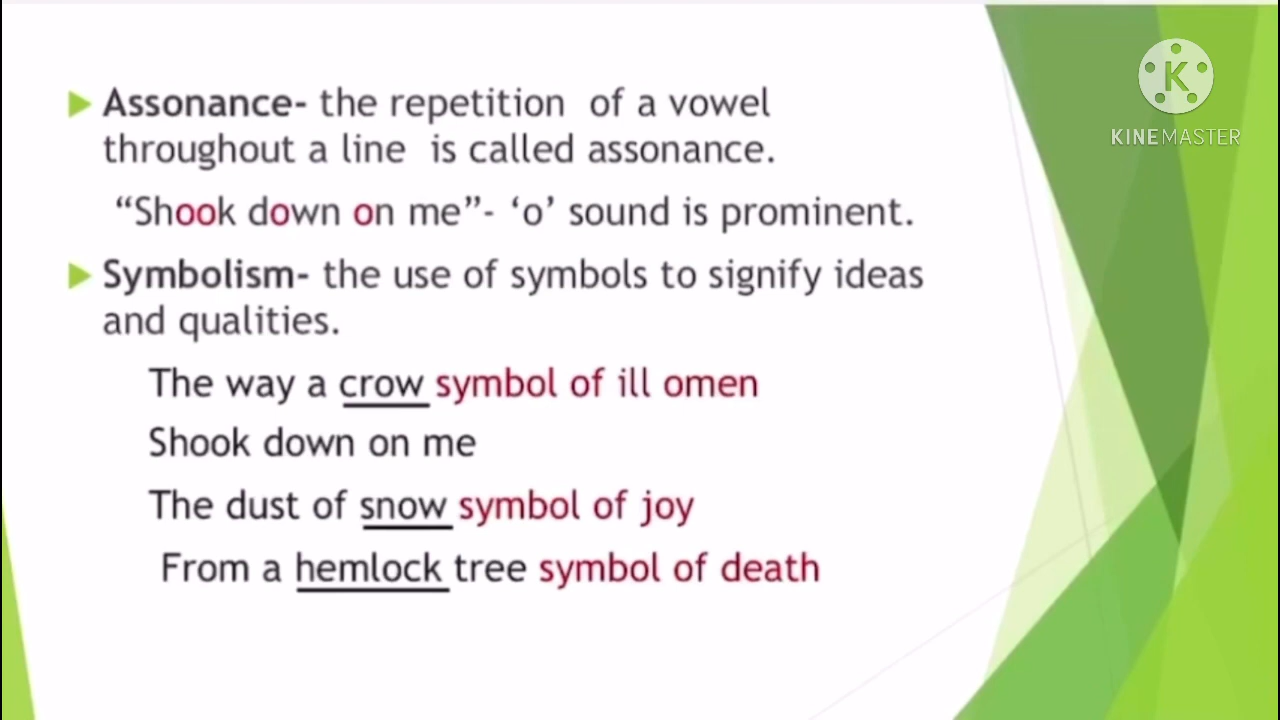 Assonance- the repetition of a vowel
throughout a line is called assonance.
“Shook down on me”- ‘o’ sound is prominent.
Symbolism- the use of symbols to signify ideas
and qualities.
The way a crow symbol of ill omen
Shook down on me
The dust of snow symbol of joy
From a hemlock tree symbol of death
K
KINEMASTER